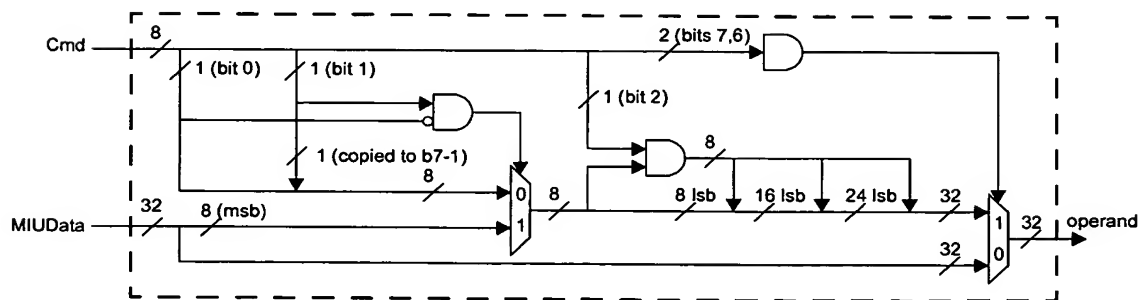 Cmd
8
2 (bits 7,6)
1 (bit 0)
1 (bit 1)
1 (bit 2)
1 (copied to b7-1)
8
8
0
1
8
8 lsb
16 lsb
24 lsb
32
1
0
32
operand
MIUData
32
8 (msb)
32